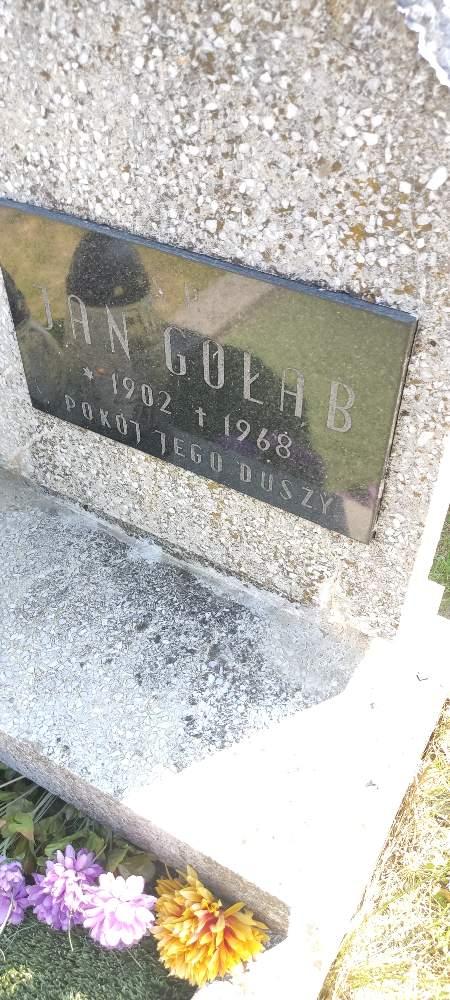 JAN GOŁĄB
* 1902 † 1968
POKÓJ JEGO DUSZY